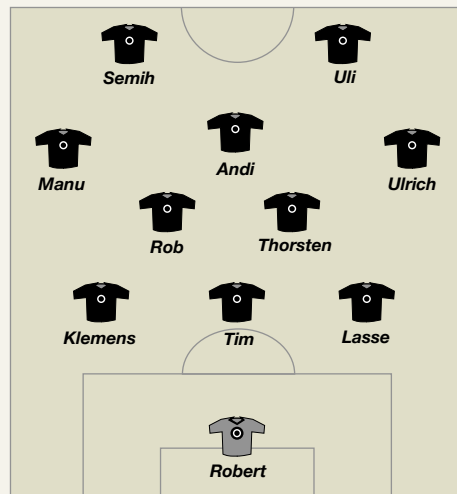 Semih
Uli
Andi
Manu
Ulrich
Rob
Thorsten
Klemens
Tim
Lasse
Robert